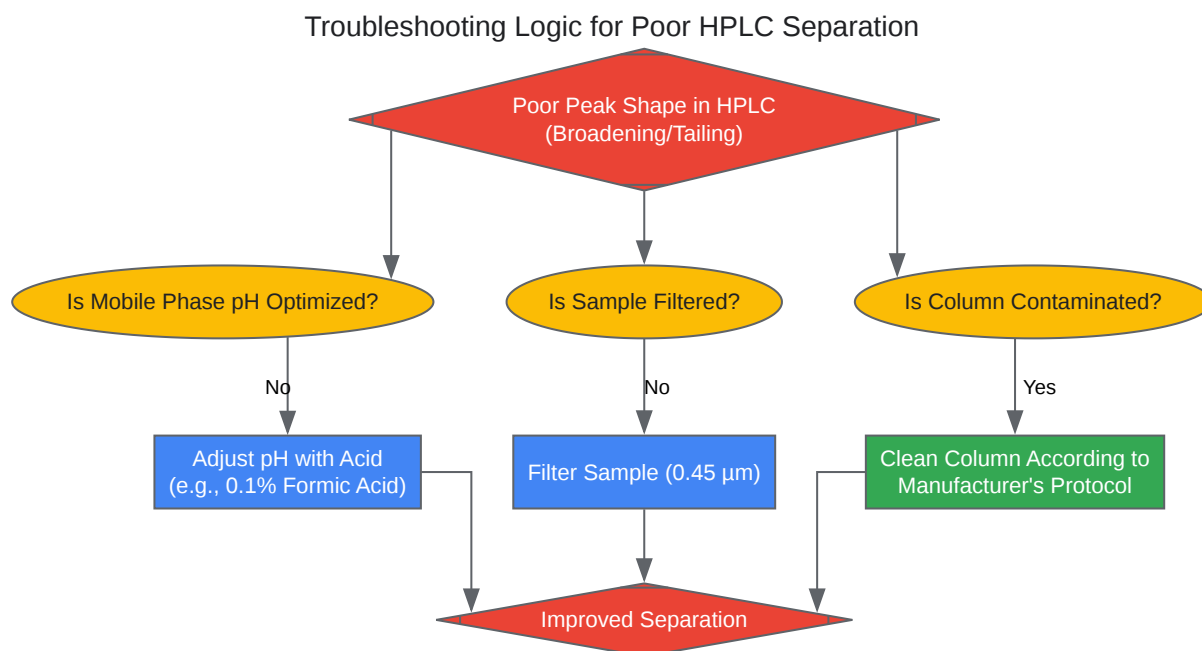 Troubleshooting Logic for Poor HPLC Separation
Poor Peak Shape in HPLC
(Broadening/Tailing)
Is Mobile Phase pH Optimized?
Is Sample Filtered?
Is Column Contaminated?
No
No
Yes
Adjust pH with Acid
(e.g., 0.1% Formic Acid)
Filter Sample (0.45 µm)
Clean Column According to
Manufacturer's Protocol
Improved Separation